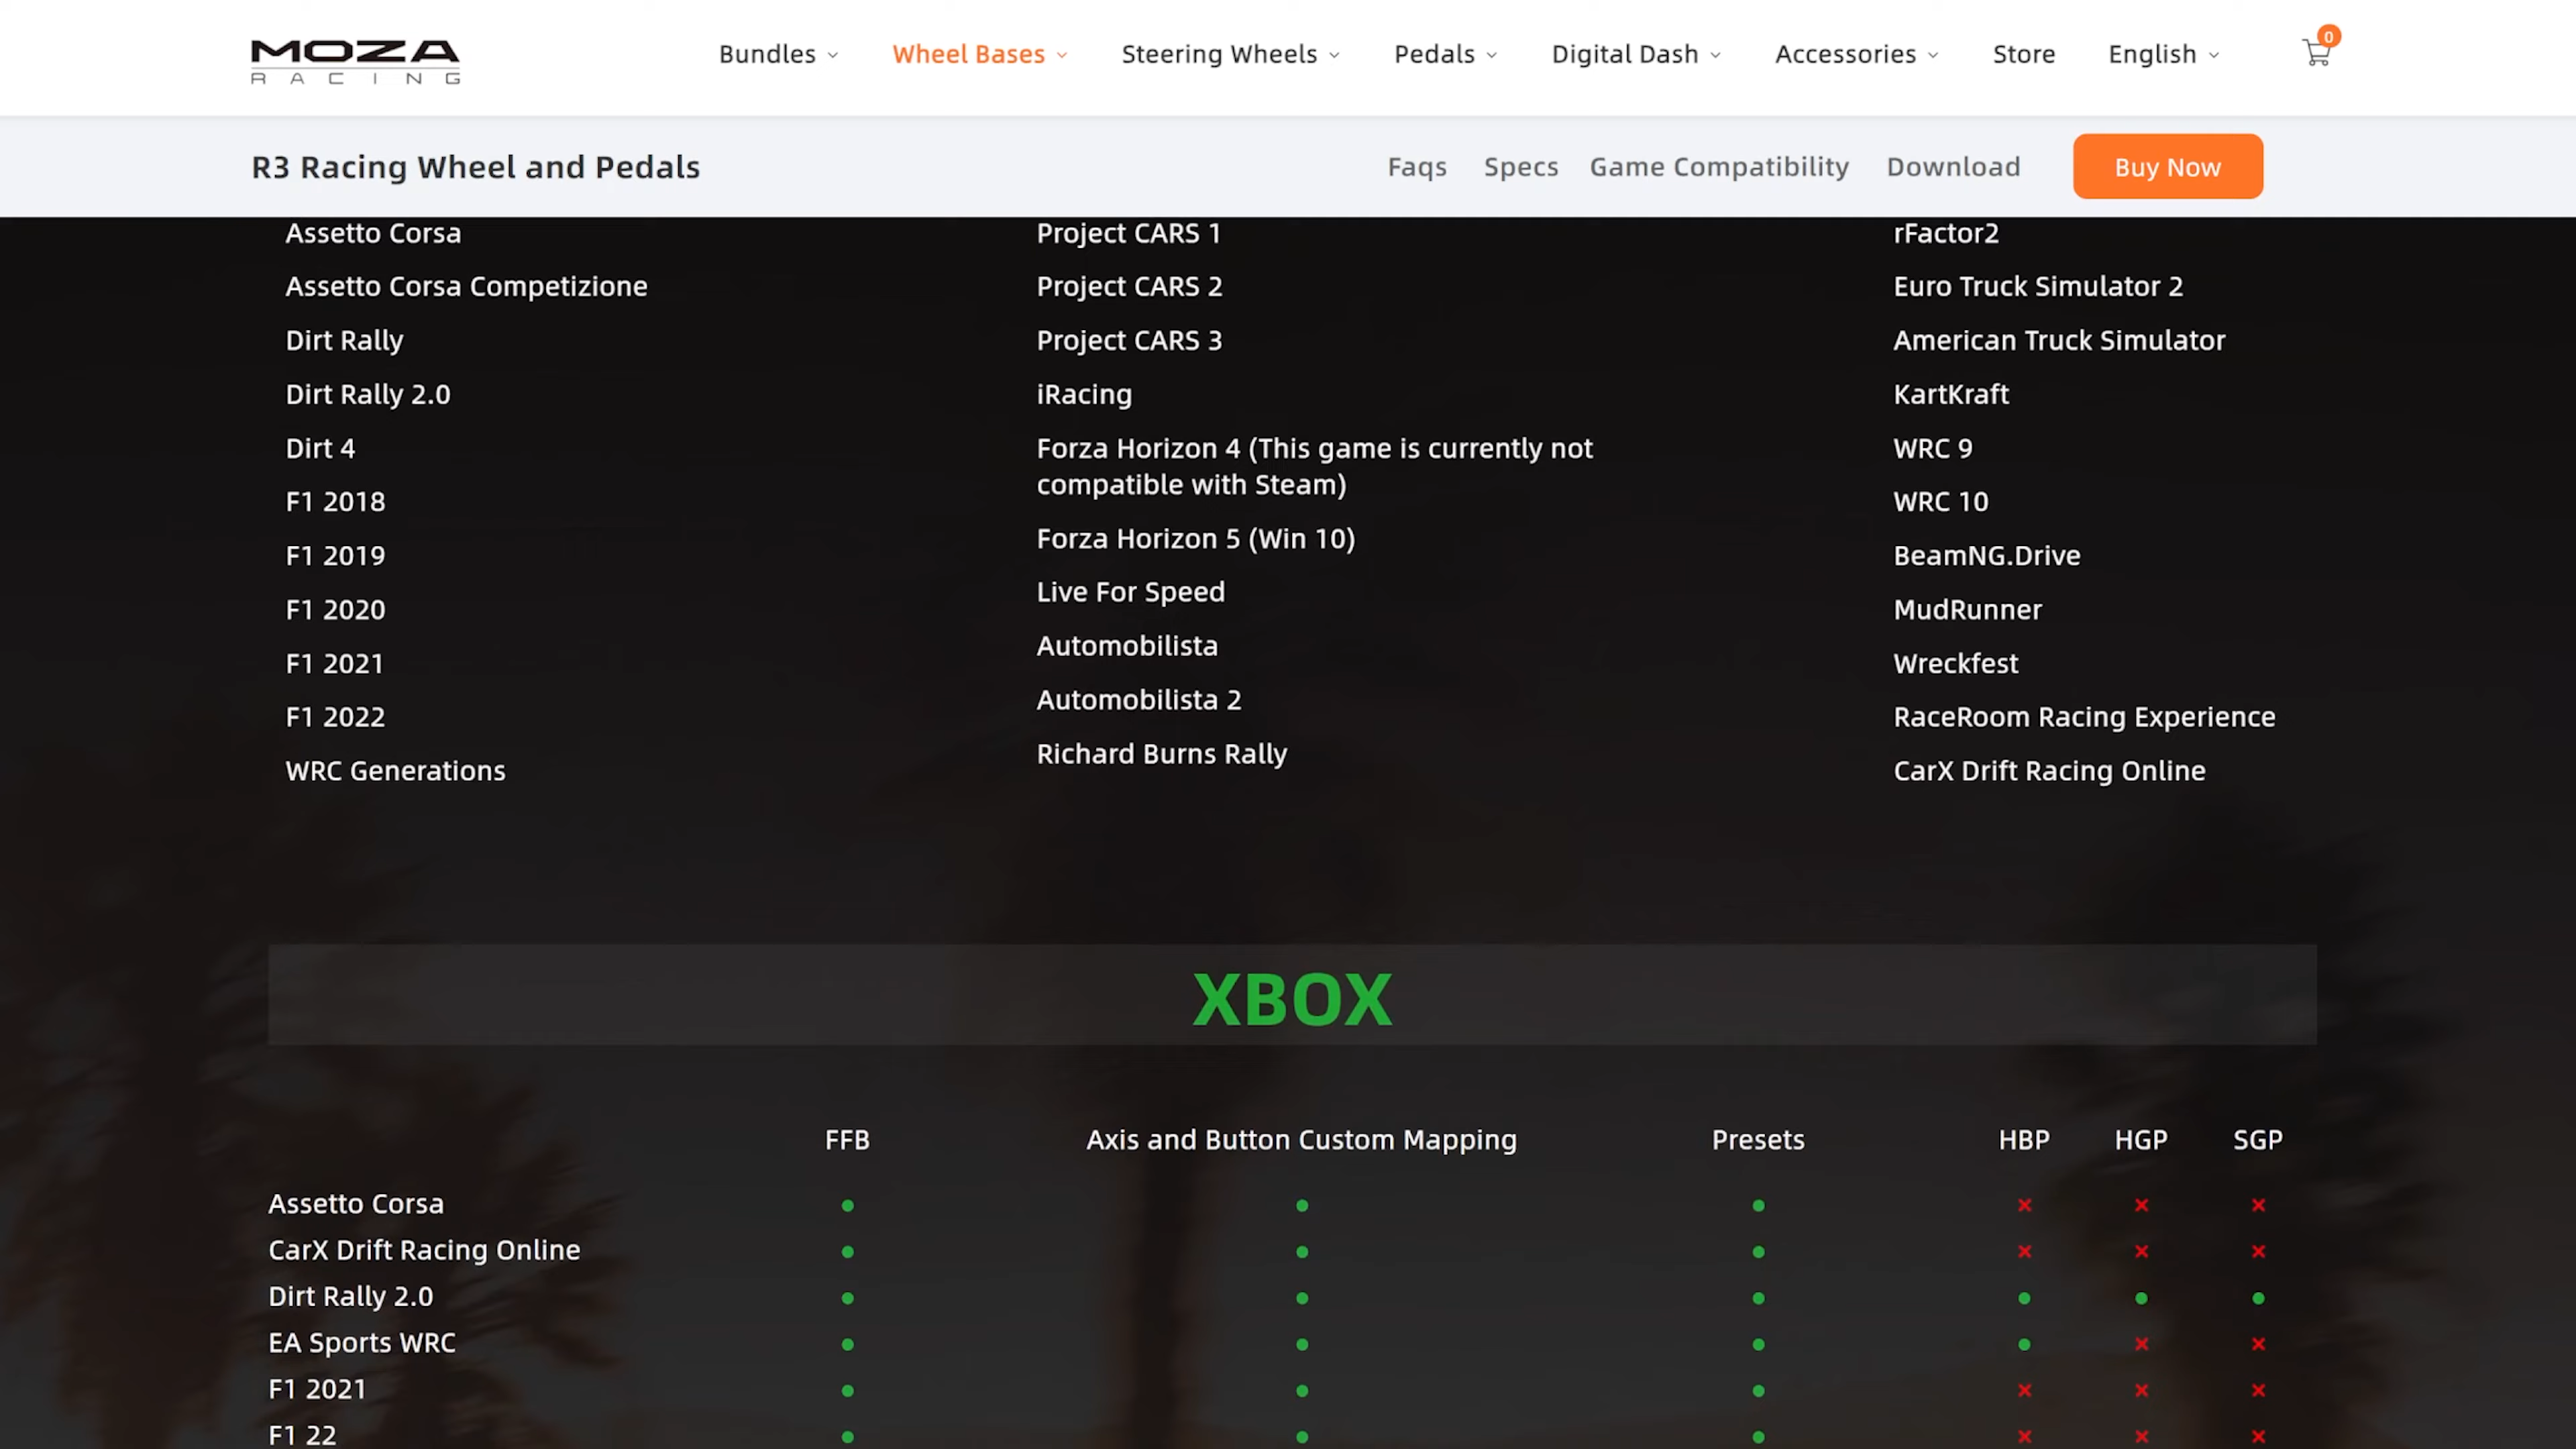 MOZA
RACING
Bundles
Wheel Bases
Steering Wheels
Pedals
Digital Dash
Accessories
Store
English
0
R3 Racing Wheel and Pedals
Faqs
Specs
Game Compatibility
Download
Buy Now
Assetto Corsa
Assetto Corsa Competizione
Dirt Rally
Dirt Rally 2.0
Dirt 4
F1 2018
F1 2019
F1 2020
F1 2021
F1 2022
WRC Generations
Project CARS 1
Project CARS 2
Project CARS 3
iRacing
Forza Horizon 4 (This game is currently not
compatible with Steam)
Forza Horizon 5 (Win 10)
Live For Speed
Automobilista
Automobilista 2
Richard Burns Rally
rFactor2
Euro Truck Simulator 2
American Truck Simulator
KartKraft
WRC 9
WRC 10
BeamNG.Drive
MudRunner
Wreckfest
RaceRoom Racing Experience
CarX Drift Racing Online
XBOX
FFB Axis and Button Custom Mapping Presets HBP HGP SGP
Assetto Corsa
CarX Drift Racing Online
Dirt Rally 2.0
EA Sports WRC
F1 2021
F1 22